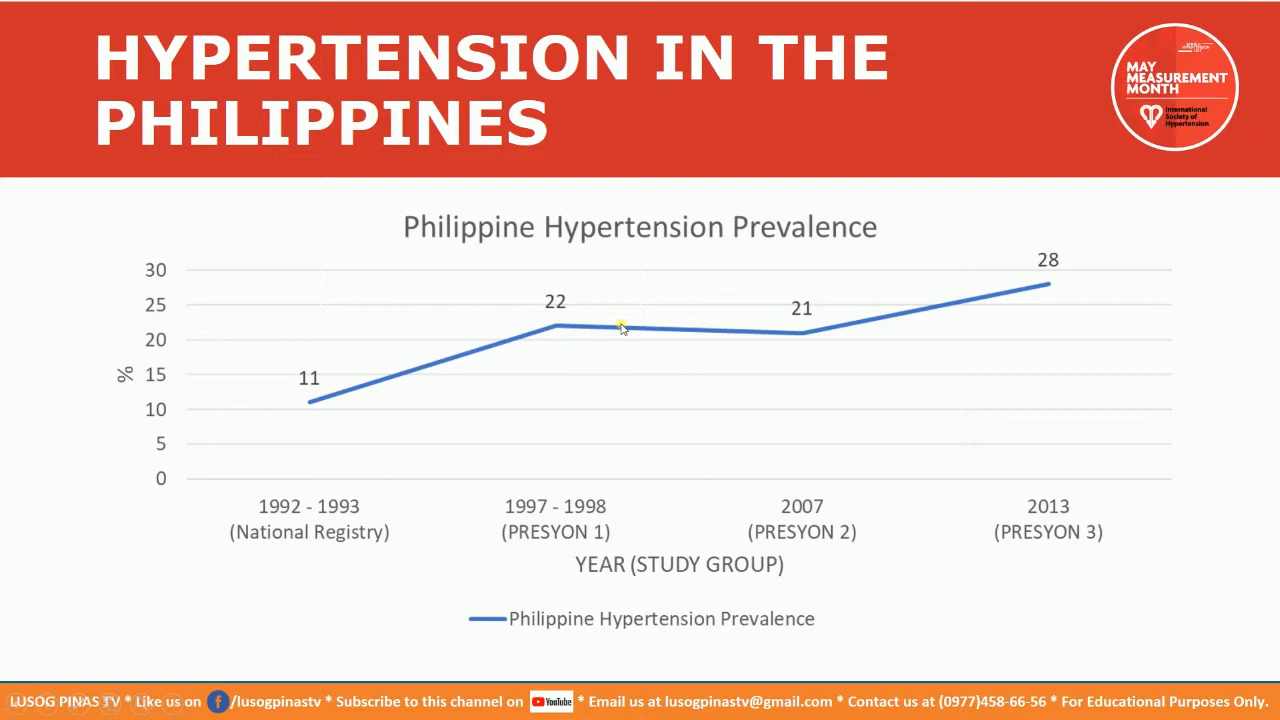 HYPERTENSION IN THE
PHILIPPINES
MAY
MEASUREMENT
MONTH
International
Society of
Hypertension
Philippine Hypertension Prevalence
30
25
20
15
10
5
0
%
11
22
21
28
1992 - 1993
(National Registry)
1997 - 1998
(PRESYON 1)
2007
(PRESYON 2)
2013
(PRESYON 3)
YEAR (STUDY GROUP)
Philippine Hypertension Prevalence
LUSOG PINAS TV * Like us on f /lusogpinastv * Subscribe to this channel on YouTube * Email us at lusogpinastv@gmail.com * Contact us at (0977)458-66-56 * For Educational Purposes Only.